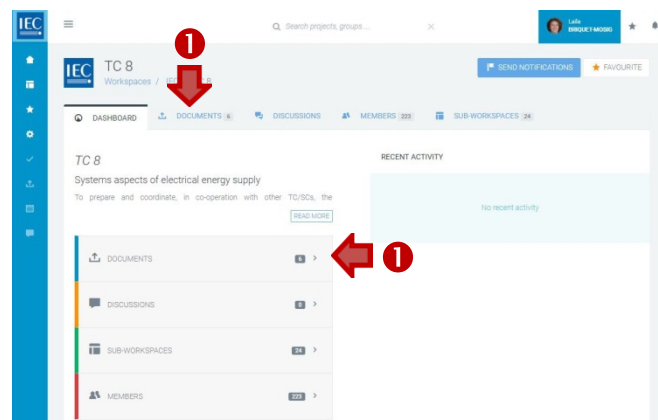 IEC
Search projects, groups ...
Laila
BRIQUET-MOSIG
1
IEC
TC 8
Workspaces /
SEND NOTIFICATIONS
FAVOURITE
DASHBOARD
DOCUMENTS 6
DISCUSSIONS
MEMBERS 223
SUB-WORKSPACES 24
TC 8
Systems aspects of electrical energy supply
To prepare and coordinate, in co-operation with other TC/SCs, the
READ MORE
RECENT ACTIVITY
No recent activity
DOCUMENTS 6
1
DISCUSSIONS 8
SUB-WORKSPACES 24
MEMBERS 223